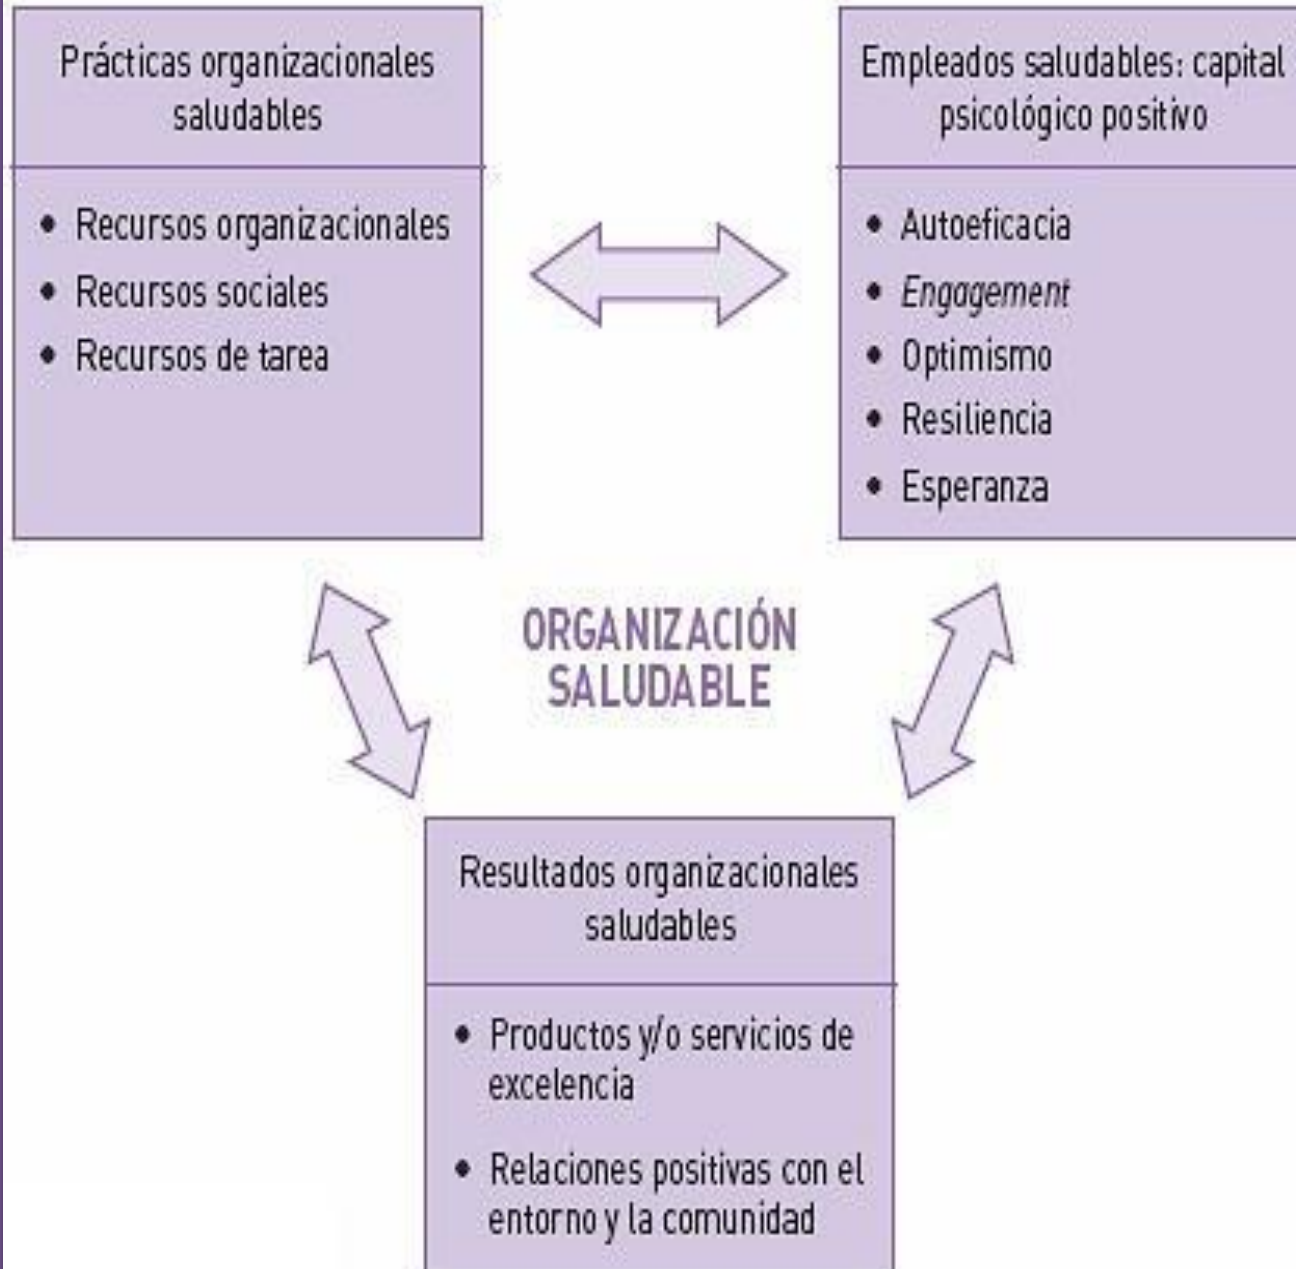 Prácticas organizacionales
saludables
• Recursos organizacionales
• Recursos sociales
• Recursos de tarea
Empleados saludables: capital
psicológico positivo
• Autoeficacia
• Engagement
• Optimismo
• Resiliencia
• Esperanza
ORGANIZACIÓN
SALUDABLE
Resultados organizacionales
saludables
• Productos y/o servicios de
excelencia
• Relaciones positivas con el
entorno y la comunidad